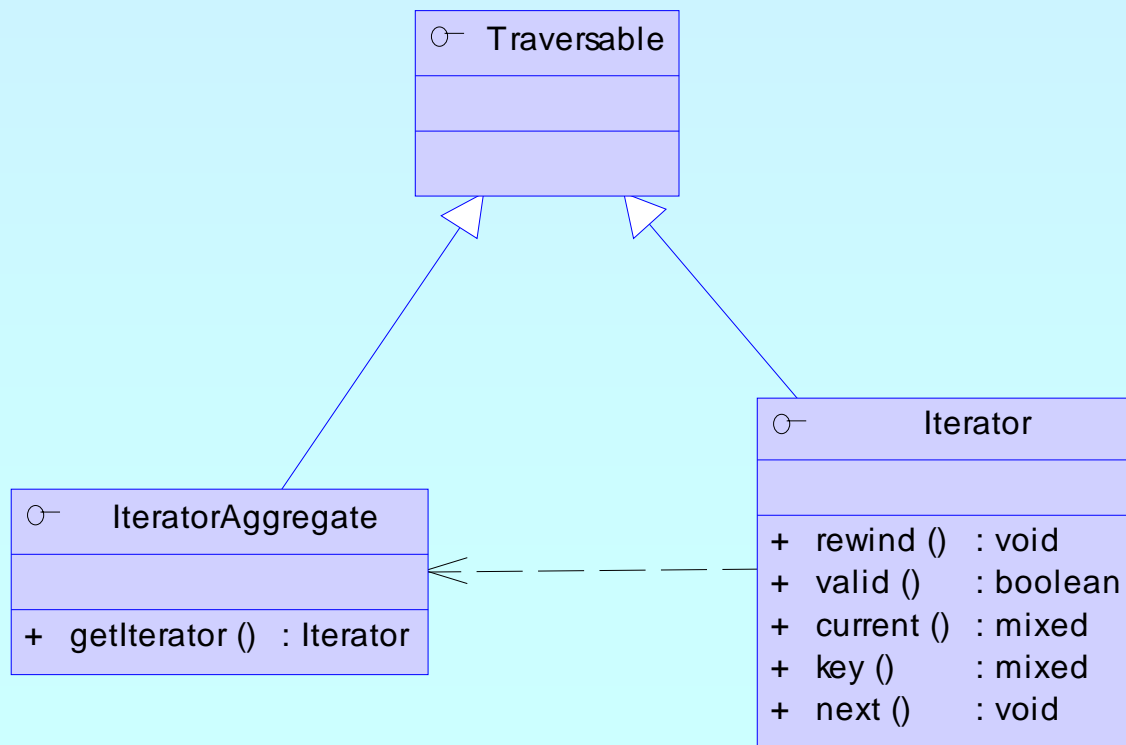 Traversable
Iterator
+ rewind () : void
+ valid () : boolean
+ current () : mixed
+ key () : mixed
+ next () : void
IteratorAggregate
+ getIterator () : Iterator